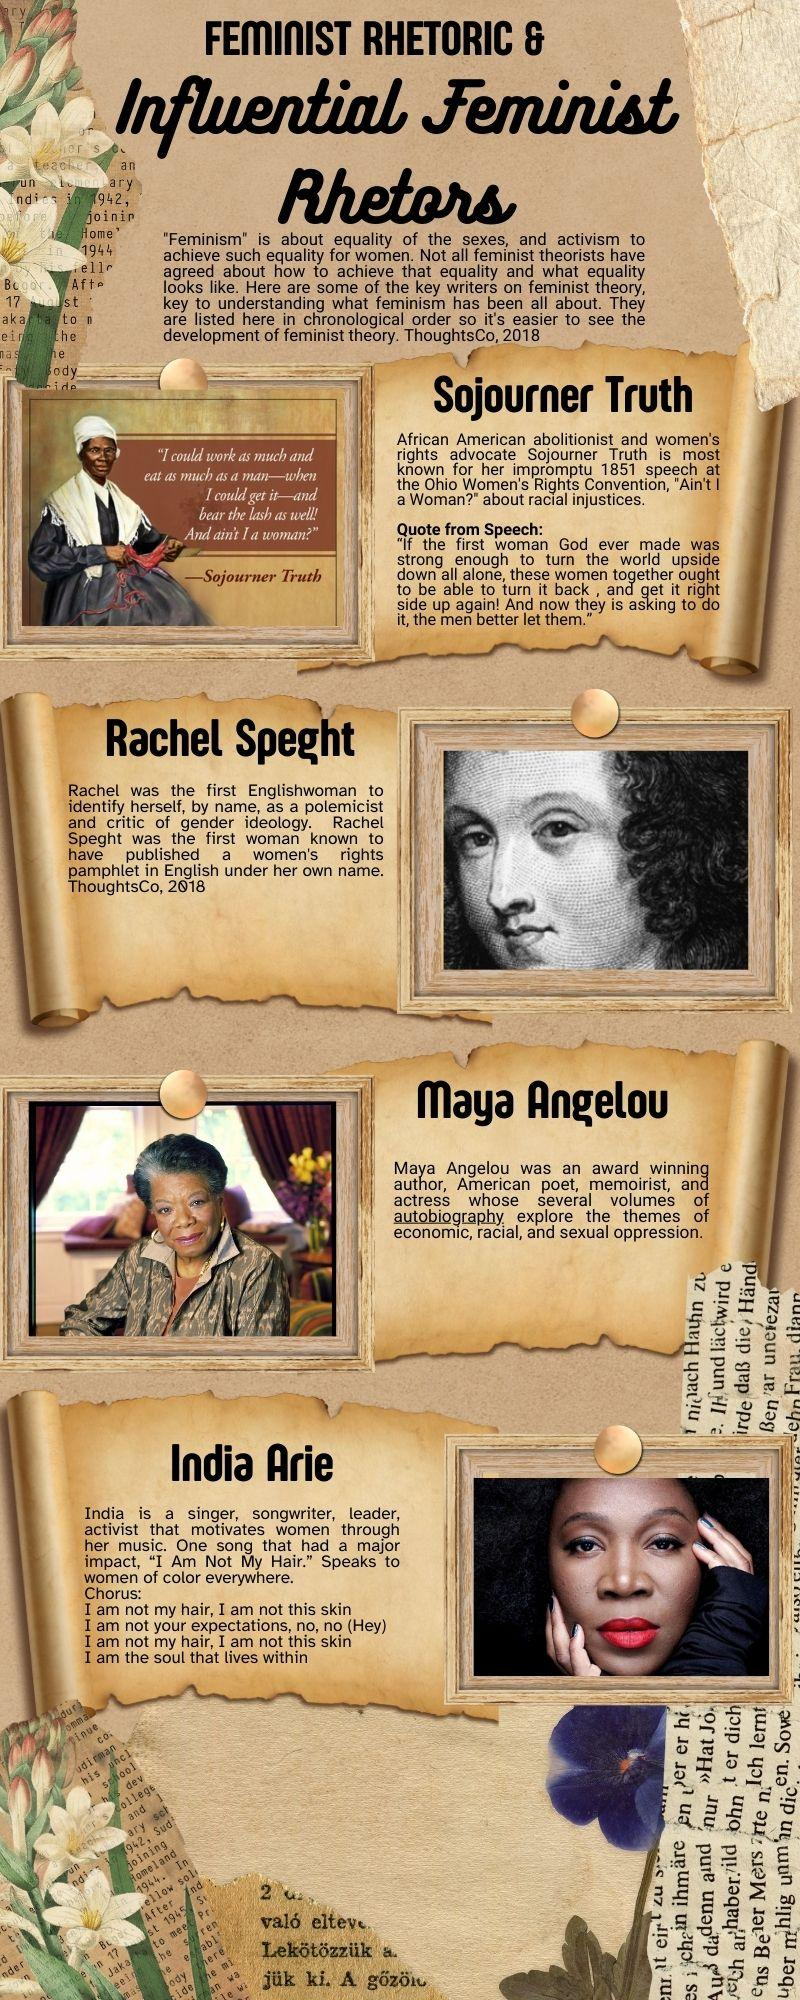 FEMINIST RHETORIC &
Influential Feminist
Rhetors
"Feminism" is about equality of the sexes, and activism to
achieve such equality for women. Not all feminist theorists have
agreed about how to achieve that equality and what equality
looks like. Here are some of the key writers on feminist theory,
key to understanding what feminism has been all about. They
are listed here in chronological order so it's easier to see the
development of feminist theory. ThoughtsCo, 2018
Sojourner Truth
African American abolitionist and women's
rights advocate Sojourner Truth is most
known for her impromptu 1851 speech at
the Ohio Women's Rights Convention, "Ain't I
a Woman?" about racial injustices.
Quote from Speech:
“If the first woman God ever made was
strong enough to turn the world upside
down all alone, these women together ought
to be able to turn it back , and get it right
side up again! And now they is asking to do
it, the men better let them.”
“I could work as much and
eat as much as a man—when
I could get it—and
bear the lash as well!
And ain't I a woman?”
—Sojourner Truth
Rachel Speght
Rachel was the first Englishwoman to
identify herself, by name, as a polemicist
and critic of gender ideology. Rachel
Speght was the first woman known to
have published a women's rights
pamphlet in English under her own name.
ThoughtsCo, 2018
Maya Angelou
Maya Angelou was an award winning
author, American poet, memoirist, and
actress whose several volumes of
autobiography explore the themes of
economic, racial, and sexual oppression.
India Arie
India is a singer, songwriter, leader,
activist that motivates women through
her music. One song that had a major
impact, “I Am Not My Hair.” Speaks to
women of color everywhere.
Chorus:
I am not my hair, I am not this skin
I am not your expectations, no, no (Hey)
I am not my hair, I am not this skin
I am the soul that lives within
való
Lekötözzük
jük ki. A